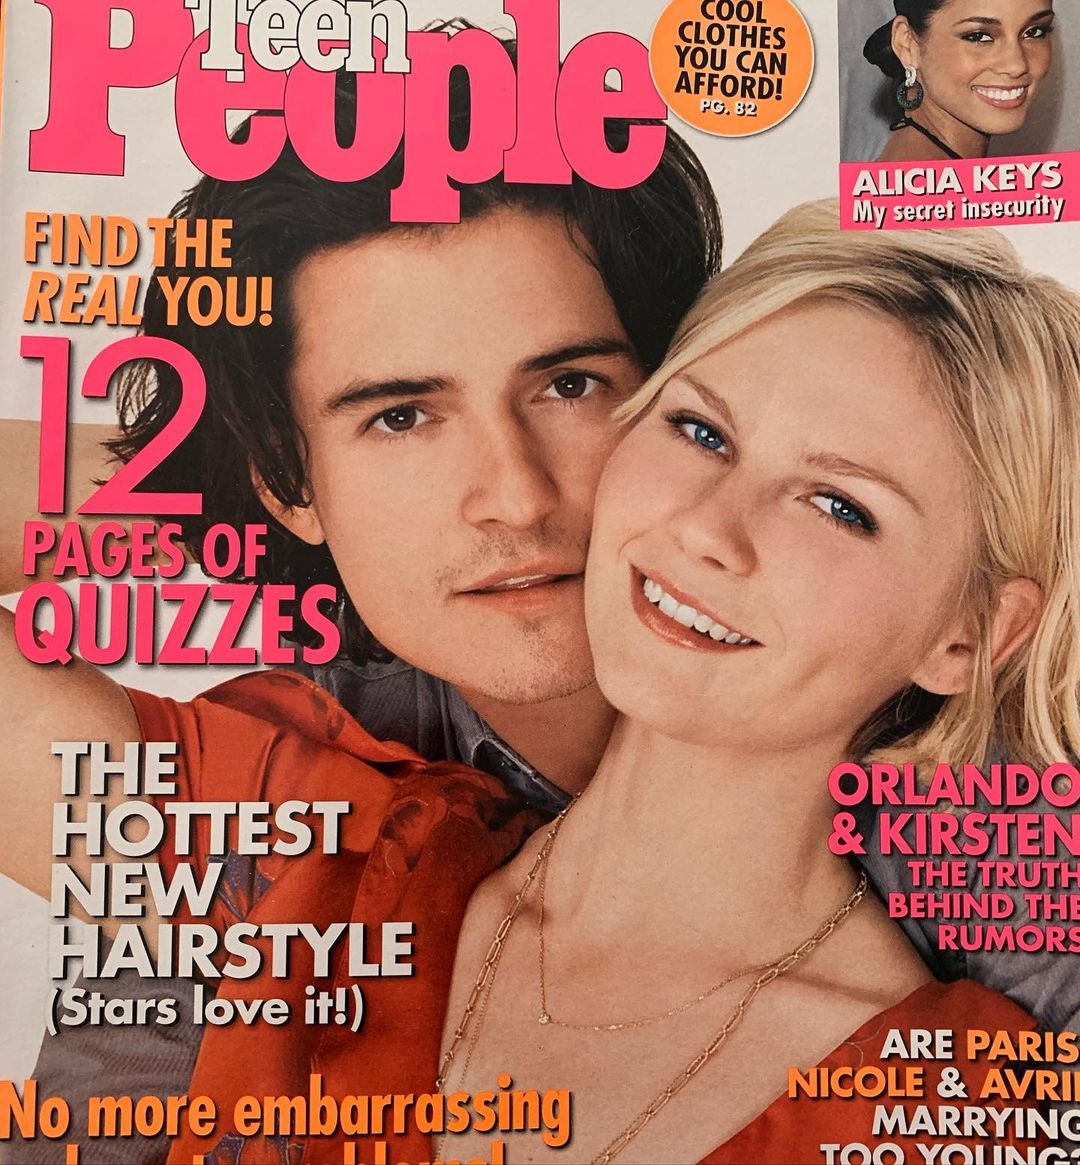 Teen
People
COOL
CLOTHES
YOU CAN
AFFORD!
PG. 82
ALICIA KEYS
My secret insecurity
FIND THE
REAL YOU!
12
PAGES OF
QUIZZES
THE
HOTTEST
NEW
HAIRSTYLE
(Stars love it!)
ORLANDO
& KIRSTEN
THE TRUTH
BEHIND THE
RUMORS
ARE PARIS
NICOLE & AVRIL
MARRYING
TOO YOUNG?
No more embarrassing